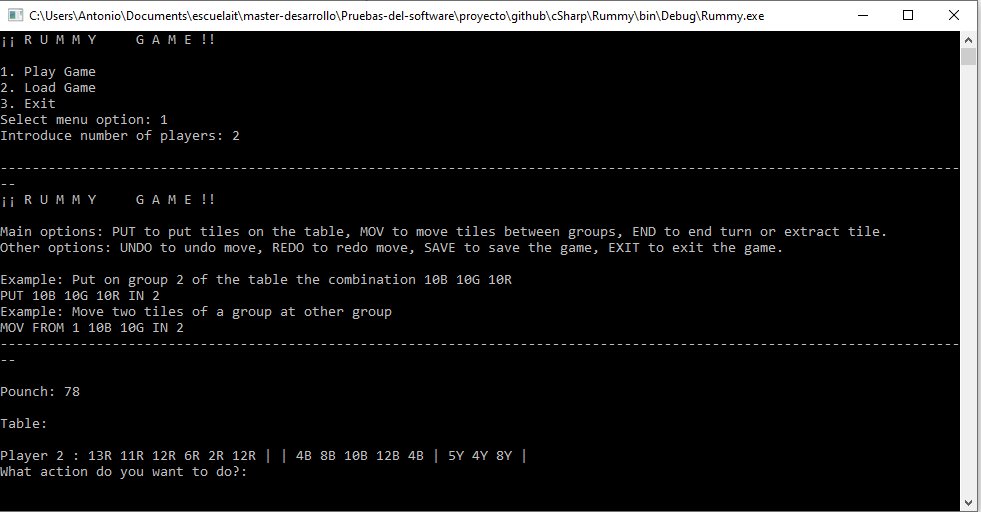 C:\Users\Antonio\Documents\escuelait\master-desarrollo\Pruebas-del-software\proyecto\github\cSharp\Rummy\bin\Debug\Rummy.exe
¡¡ R U M M Y     G A M E !!
1. Play Game
2. Load Game
3. Exit
Select menu option: 1
Introduce number of players: 2
------------------------------------------------------------------------------------------------------------------------
--
¡¡ R U M M Y     G A M E !!
Main options: PUT to put tiles on the table, MOV to move tiles between groups, END to end turn or extract tile.
Other options: UNDO to undo move, REDO to redo move, SAVE to save the game, EXIT to exit the game.
Example: Put on group 2 of the table the combination 10B 10G 10R
PUT 10B 10G 10R IN 2
Example: Move two tiles of a group at other group
MOV FROM 1 10B 10G IN 2
------------------------------------------------------------------------------------------------------------------------
--
Pounch: 78
Table:
Player 2 : 13R 11R 12R 6R 2R 12R | | 4B 8B 10B 12B 4B | 5Y 4Y 8Y |
What action do you want to do?: